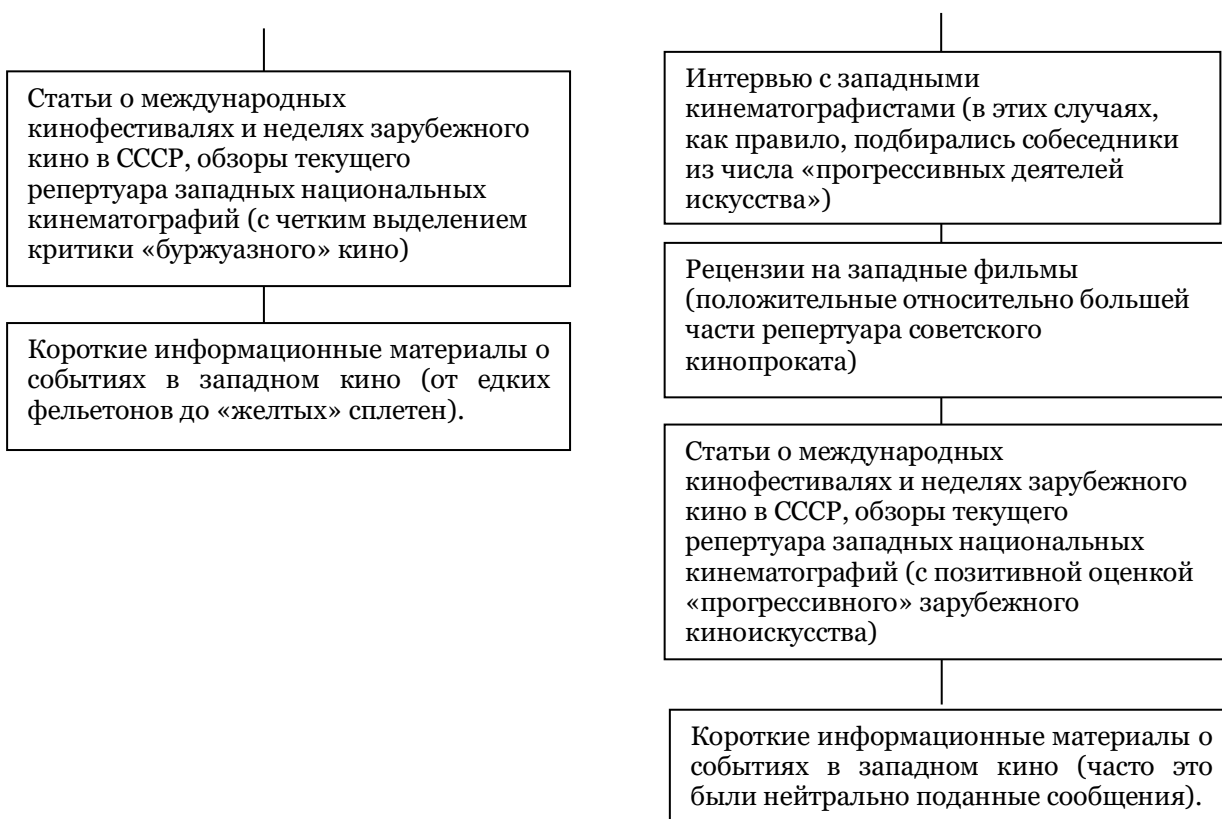 Статьи о международных
кинофестивалях и неделях зарубежного
кино в СССР, обзоры текущего
репертуара западных национальных
кинематографий (с четким выделением
критики «буржуазного» кино)
Короткие информационные материалы о
событиях в западном кино (от едких
фельетонов до «желтых» сплетен).
Интервью с западными
кинематографистами (в этих случаях,
как правило, подбирались собеседники
из числа «прогрессивных деятелей
искусства»)
Рецензии на западные фильмы
(положительные относительно большей
части репертуара советского
кинопроката)
Статьи о международных
кинофестивалях и неделях зарубежного
кино в СССР, обзоры текущего
репертуара западных национальных
кинематографий (с позитивной оценкой
«прогрессивного» зарубежного
киноискусства)
Короткие информационные материалы о
событиях в западном кино (часто это
были нейтрально поданные сообщения).